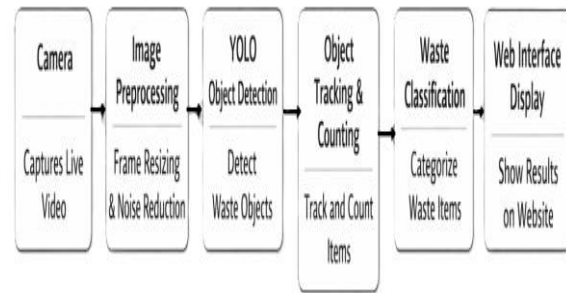 Camera
Captures Live
Video
Image
Preprocessing
Frame Resizing
& Noise Reduction
YOLO
Object Detection
Detect
Waste Objects
Object
Tracking &
Counting
Track and Count
Items
Waste
Classification
Categorize
Waste Items
Web Interface
Display
Show Results
on Website